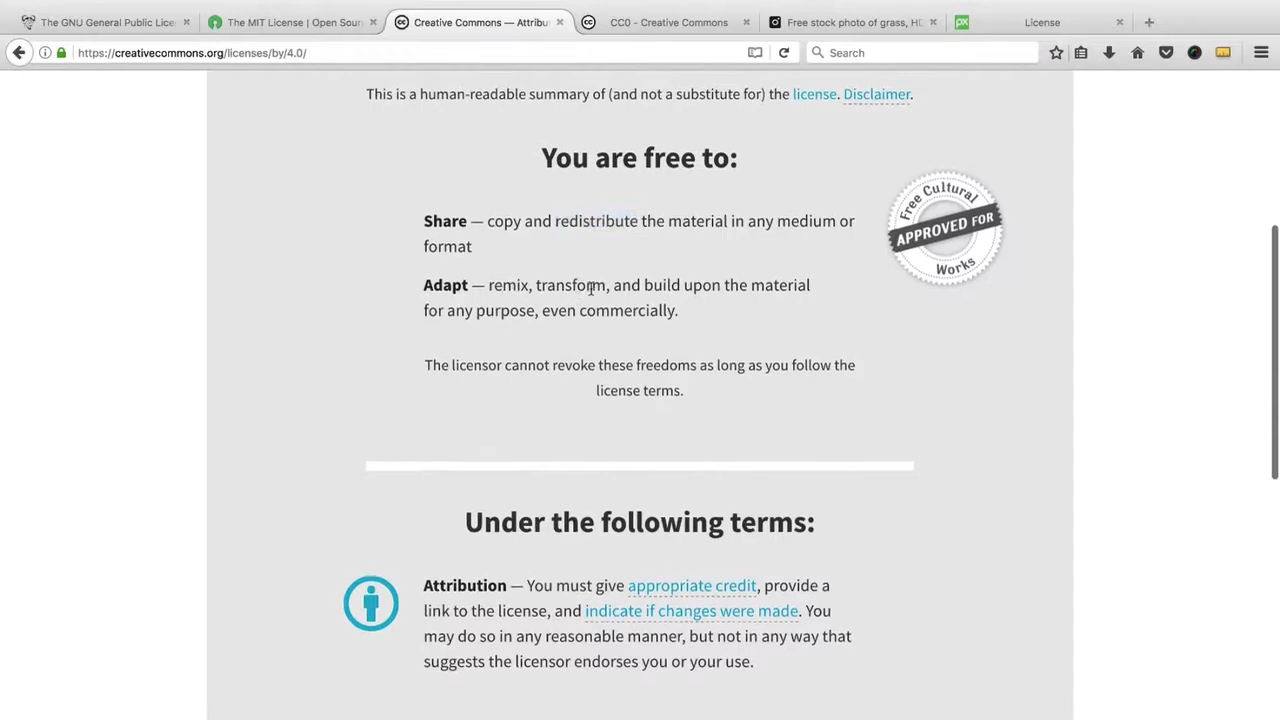 The GNU General Public Lice
The MIT License | Open Sour
Creative Commons — Attribu
CC0 - Creative Commons
Free stock photo of grass, HD
License
https://creativecommons.org/licenses/by/4.0/
Search
This is a human-readable summary of (and not a substitute for) the license. Disclaimer.
You are free to:
Share — copy and redistribute the material in any medium or
format
Adapt — remix, transform, and build upon the material
for any purpose, even commercially.
Free Cultural
APPROVED FOR
Works
The licensor cannot revoke these freedoms as long as you follow the
license terms.
Under the following terms:
Attribution — You must give appropriate credit, provide a
link to the license, and indicate if changes were made. You
may do so in any reasonable manner, but not in any way that
suggests the licensor endorses you or your use.